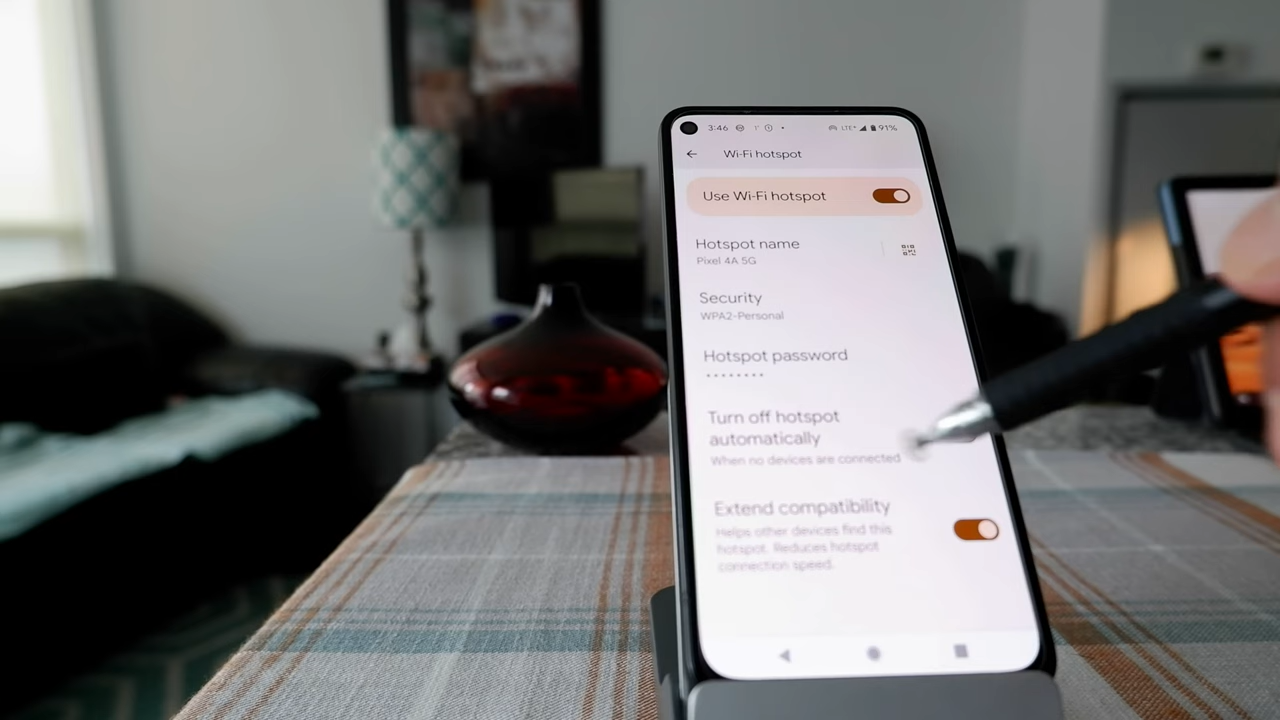 3:46 LTE+ 91%
Wi-Fi hotspot
Use Wi-Fi hotspot
Hotspot name
Pixel 4A 5G
Security
WPA2-Personal
Hotspot password
••••••••
Turn off hotspot
automatically
When no devices are connected
Extend compatibility
Helps other devices find this
hotspot. Reduces hotspot
connection speed.